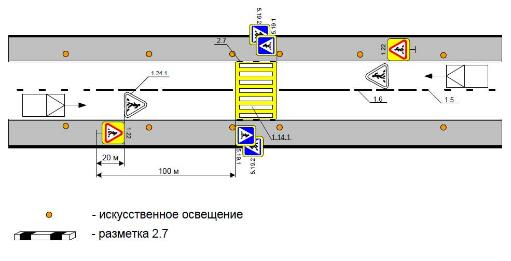 5.19.2
5.19.1
2.7
1.22
1.24.1
1.6
1.5
1.22
1.14.1
5.19.1
5.19.2
20 м
100 м
- искусственное освещение
- разметка 2.7